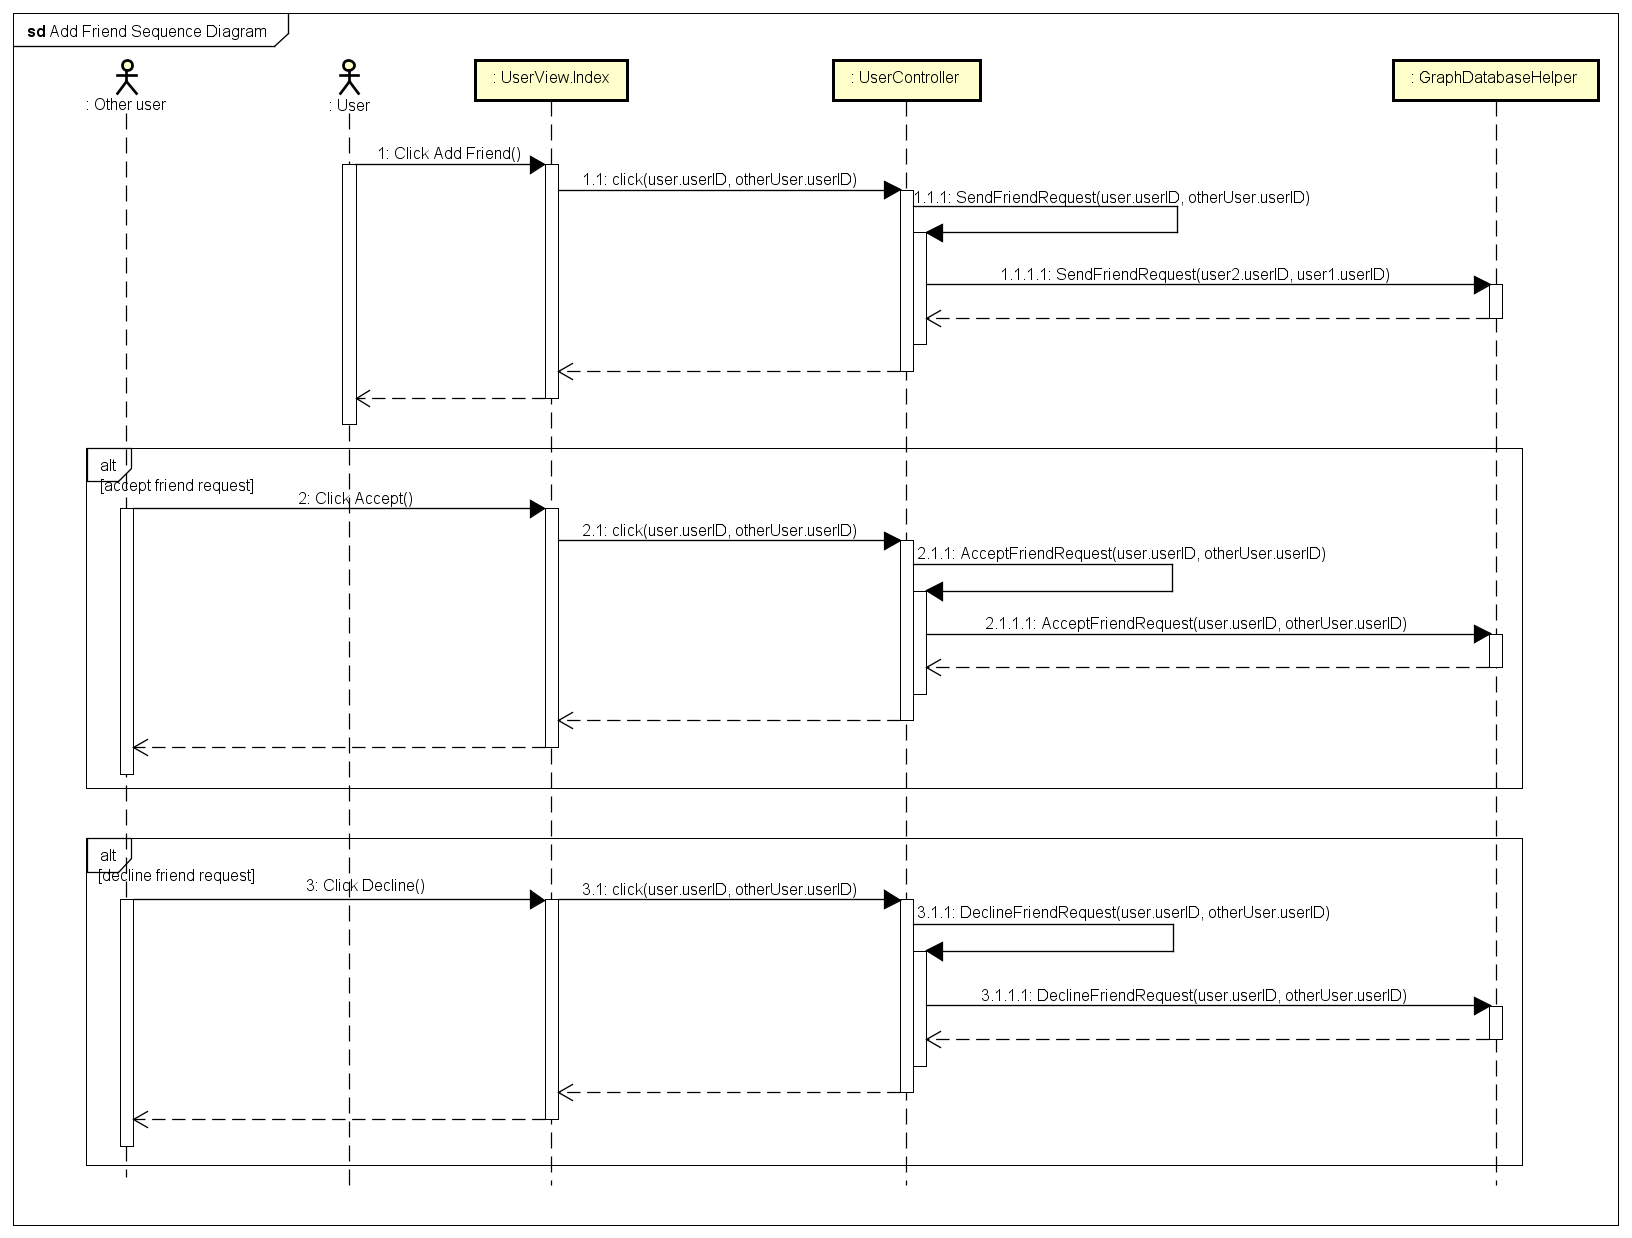 sd Add Friend Sequence Diagram
: Other user
: User
: UserView.Index
: UserController
: GraphDatabaseHelper
1: Click Add Friend()
1.1: click(user.userID, otherUser.userID)
1.1.1: SendFriendRequest(user.userID, otherUser.userID)
1.1.1.1: SendFriendRequest(user2.userID, user1.userID)
alt
[accept friend request]
2: Click Accept()
2.1: click(user.userID, otherUser.userID)
2.1.1: AcceptFriendRequest(user.userID, otherUser.userID)
2.1.1.1: AcceptFriendRequest(user.userID, otherUser.userID)
alt
[decline friend request]
3: Click Decline()
3.1: click(user.userID, otherUser.userID)
3.1.1: DeclineFriendRequest(user.userID, otherUser.userID)
3.1.1.1: DeclineFriendRequest(user.userID, otherUser.userID)